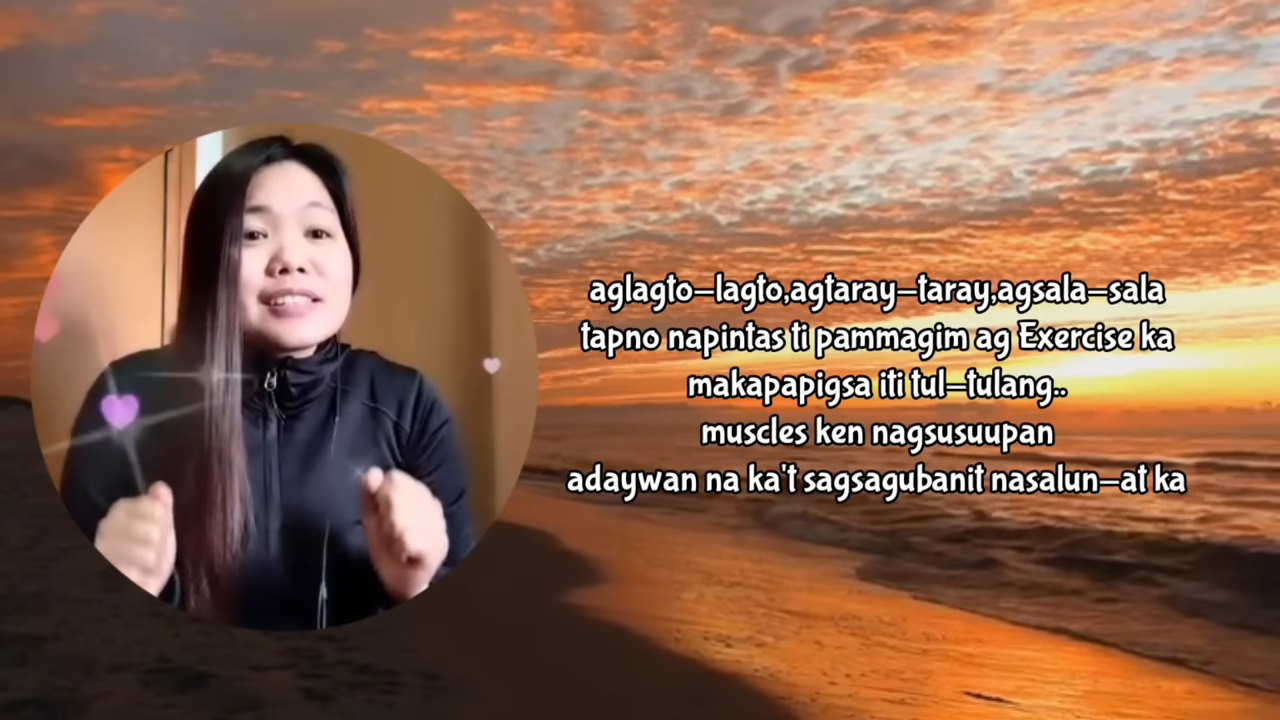 aglagto-lagto,agtaray-taray,agsala-sala
tapno napintas ti pammagim ag Exercise ka
makapapigsa iti tul-tulang..
muscles ken nagsusuupan
adaywan na ka't sagsagubanit nasalun-at ka